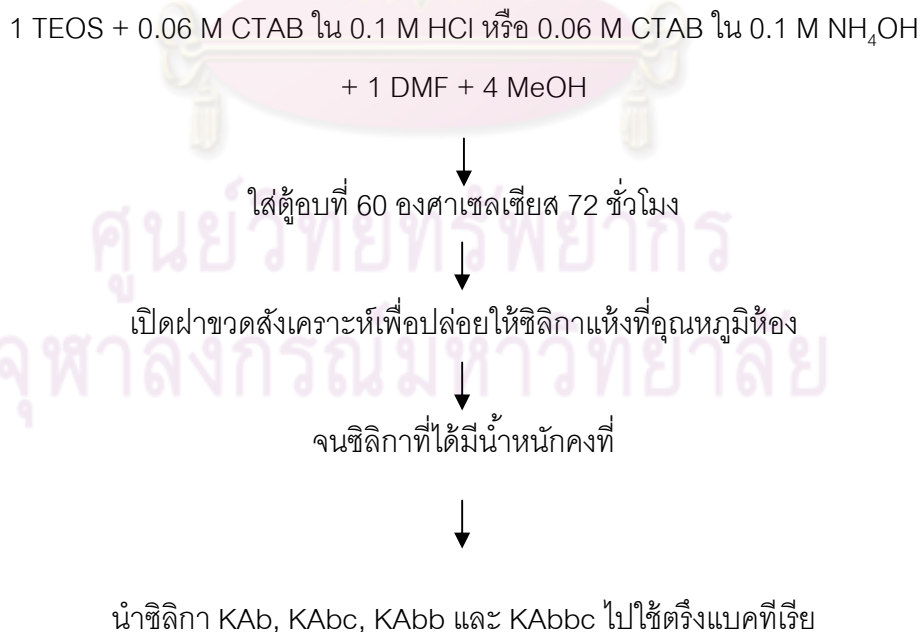 1 TEOS + 0.06 M CTAB ใน 0.1 M HCl หรือ 0.06 M CTAB ใน 0.1 M NH₄OH
+ 1 DMF + 4 MeOH
ใส่ตู้อบที่ 60 องศาเซลเซียส 72 ชั่วโมง
ศูนย์วิทยทรัพยากร
เปิดฝาขวดสังเคราะห์เพื่อปล่อยให้ซิลิกาแห้งที่อุณหภูมิห้อง
จุฬาลงกรณ์มหาวิทยาลัย
จนซิลิกาที่ได้มีน้ำหนักคงที่
นำซิลิกา KAb, KAbc, KAbb และ KAbbc ไปใช้ตรึงแบคทีเรีย